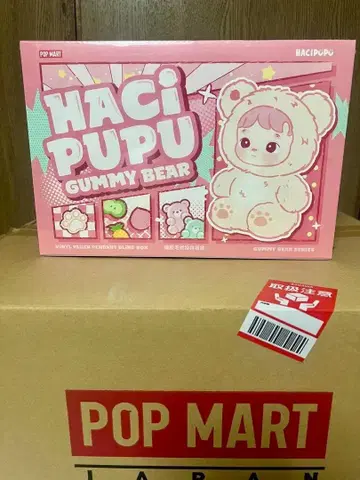 POP MART
HACIPUPU
HACI
PUPU
GUMMY BEAR
VINYL PLUSH PENDANT BLIND BOX
GUMMY BEAR SERIES
取扱注意
POP MART
JAPAN